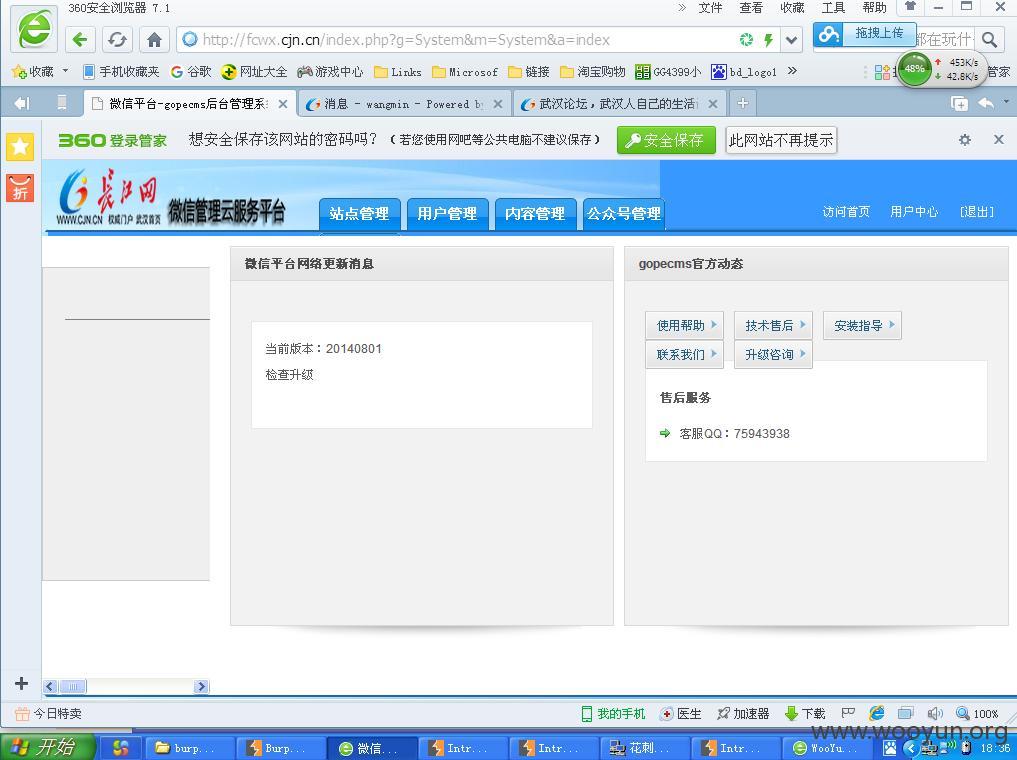 360安全浏览器 7.1
» 文件 查看 收藏 工具 帮助
http://fcwx.cjn.cn/index.php?g=System&m=System&a=index
拖拽上传
都在玩什
收藏 手机收藏夹 谷歌 网址大全 游戏中心 Links Microsof 链接 淘宝购物 GG4399小 bd_logo1 »
48% 453K/s
42.8K/s
管家
微信平台-gopecms后台管理系 消息 - wangmin - Powered by 武汉论坛，武汉人自己的生活
360登录管家 想安全保存该网站的密码吗？（若您使用网吧等公共电脑不建议保存） 安全保存 此网站不再提示
折
长江网
WWW.CJN.CN 权威门户 武汉首页
微信管理云服务平台
站点管理 用户管理 内容管理 公众号管理
访问首页 用户中心 [退出]
微信平台网络更新消息
当前版本：20140801
检查升级
gopecms官方动态
使用帮助 技术售后 安装指导
联系我们 升级咨询
售后服务
客服QQ：75943938
今日特卖
我的手机 医生 加速器 下载 100%
www.wooyun.org
开始 burp... Burp... 微信... Intr... Intr... 花刺... Intr... WooYu... 18:36